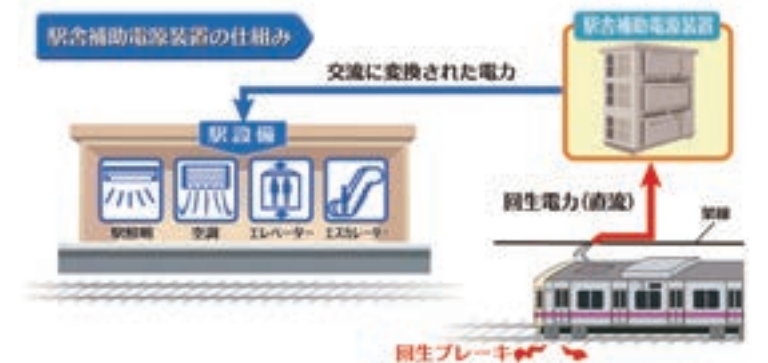 駅舎補助電源装置の仕組み
駅舎補助電源装置
交流に変換された電力
駅設備
駅照明
空調
エレベーター
エスカレーター
回生電力(直流)
架線
回生ブレーキ